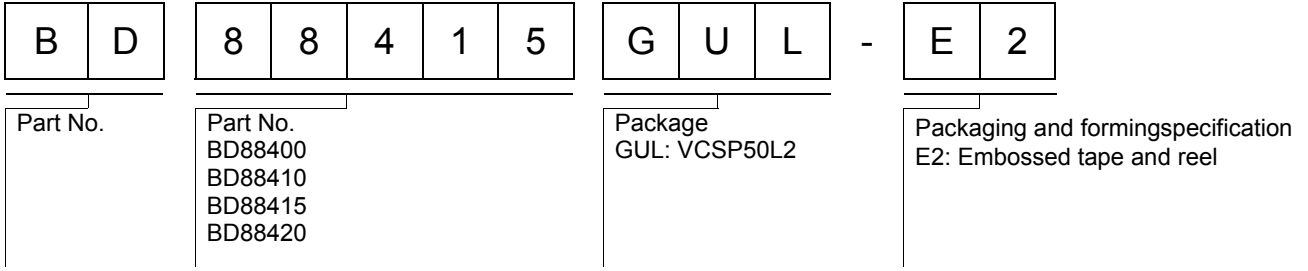 B D 8 8 4 1 5 G U L - E 2
Part No.
Part No.
BD88400
BD88410
BD88415
BD88420
Package
GUL: VCSP50L2
Packaging and formingspecification
E2: Embossed tape and reel